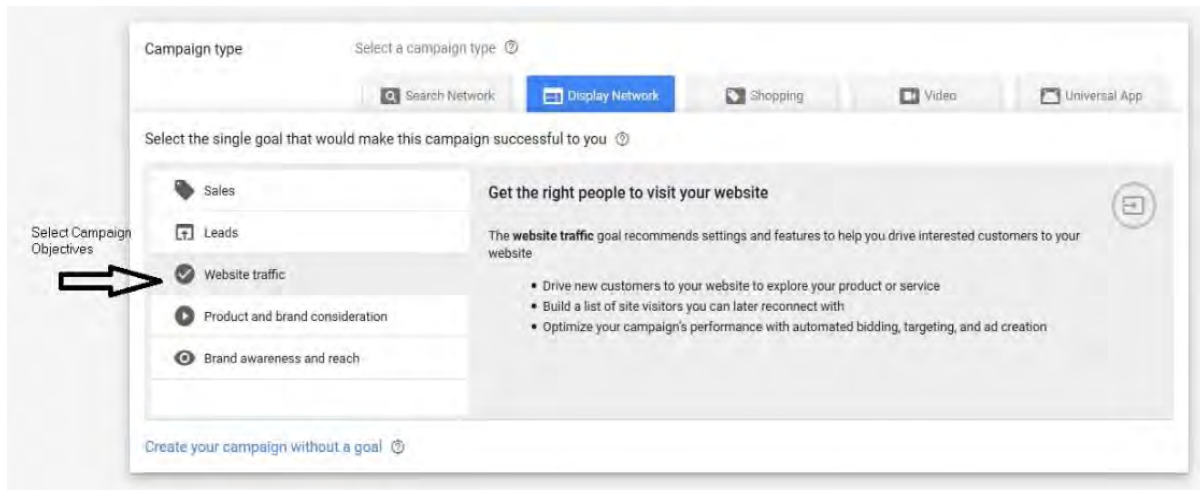 Campaign type
Select a campaign type
Search Network
Display Network
Shopping
Video
Universal App
Select the single goal that would make this campaign successful to you
Select Campaign
Objectives
Sales
Leads
Website traffic
Product and brand consideration
Brand awareness and reach
Get the right people to visit your website
The website traffic goal recommends settings and features to help you drive interested customers to your
website
• Drive new customers to your website to explore your product or service
• Build a list of site visitors you can later reconnect with
• Optimize your campaign's performance with automated bidding, targeting, and ad creation
Create your campaign without a goal